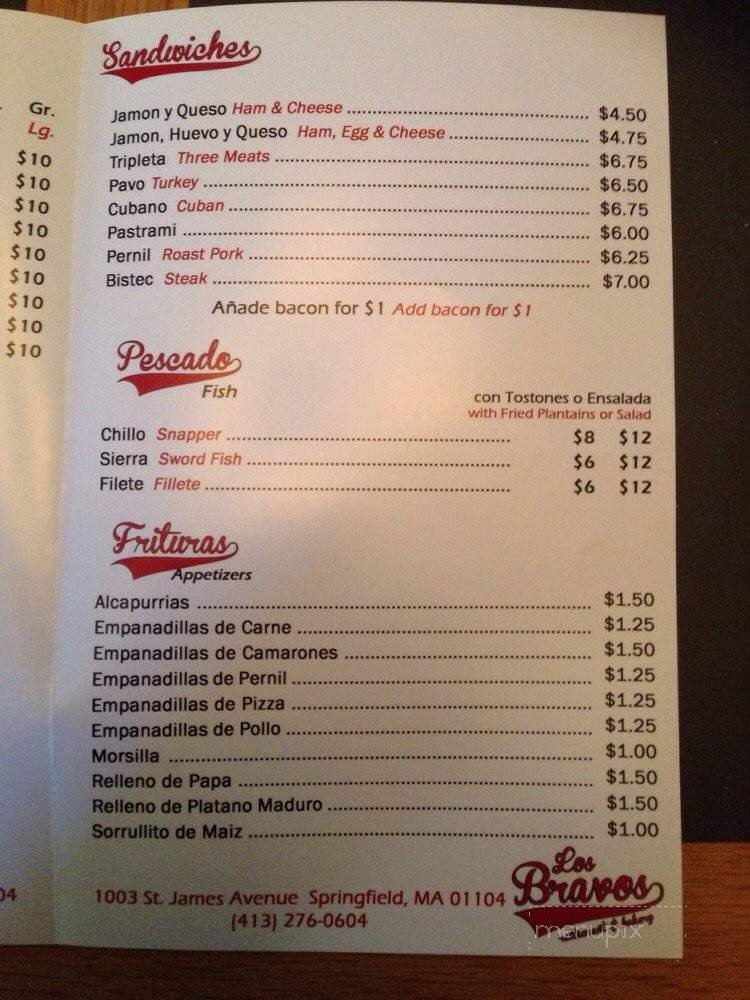 Gr.
Lg.
$10
$10
$10
$10
$10
$10
$10
$10
$10
04
Sandwiches
Jamon y Queso Ham & Cheese ........ $4.50
Jamon, Huevo y Queso Ham, Egg & Cheese ........ $4.75
Tripleta Three Meats ........ $6.75
Pavo Turkey ........ $6.50
Cubano Cuban ........ $6.75
Pastrami ........ $6.00
Pernil Roast Pork ........ $6.25
Bistec Steak ........ $7.00
Añade bacon for $1 Add bacon for $1
Pescado
Fish
con Tostones o Ensalada
with Fried Plantains or Salad
Chillo Snapper ........ $8 $12
Sierra Sword Fish ........ $6 $12
Filete Fillete ........ $6 $12
Frituras
Appetizers
Alcapurrias ........ $1.50
Empanadillas de Carne ........ $1.25
Empanadillas de Camarones ........ $1.50
Empanadillas de Pernil ........ $1.25
Empanadillas de Pizza ........ $1.25
Empanadillas de Pollo ........ $1.25
Morsilla ........ $1.00
Relleno de Papa ........ $1.50
Relleno de Platano Maduro ........ $1.50
Sorrullito de Maiz ........ $1.00
1003 St. James Avenue Springfield, MA 01104
(413) 276-0604
Los
Bravos
menupix